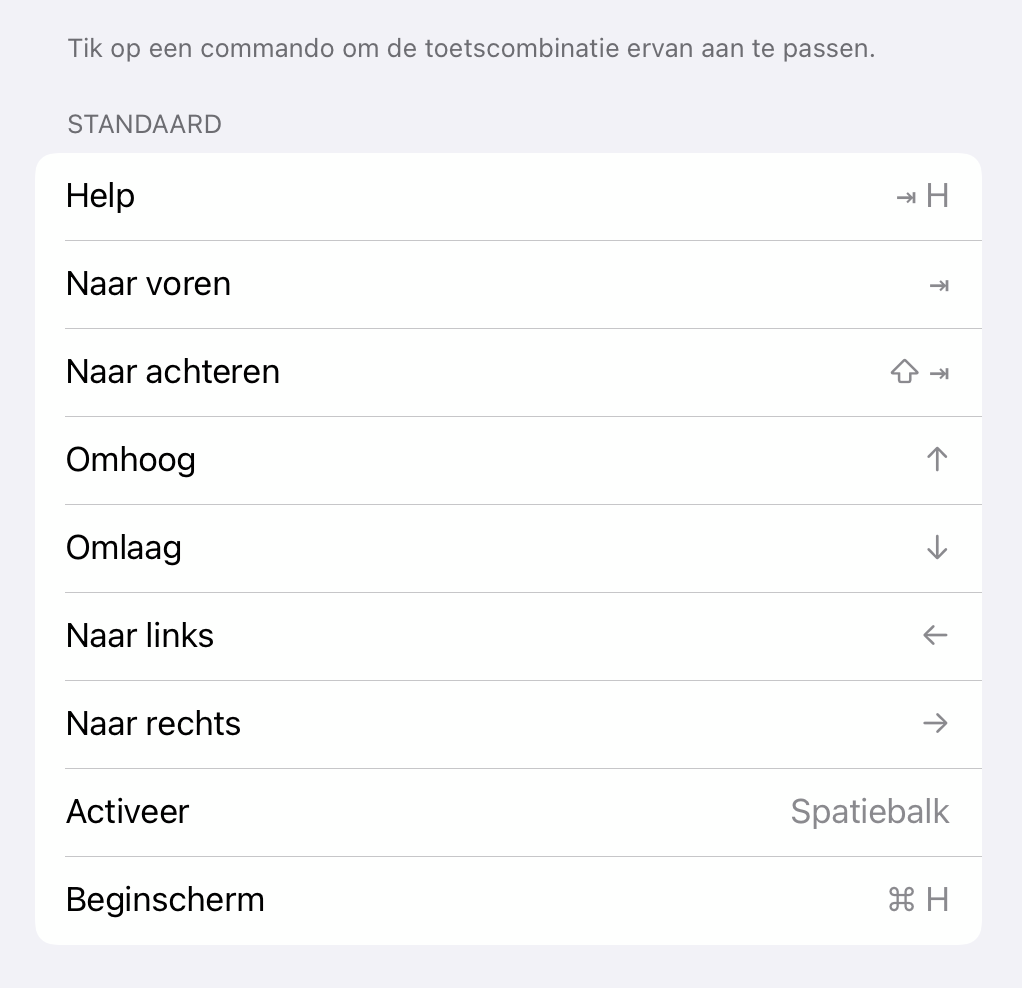 Tik op een commando om de toetscombinatie ervan aan te passen.
STANDAARD
Help ⇥ H
Naar voren ⇥
Naar achteren ⇧ ⇥
Omhoog ↑
Omlaag ↓
Naar links ←
Naar rechts →
Activeer Spatiebalk
Beginscherm ⌘ H